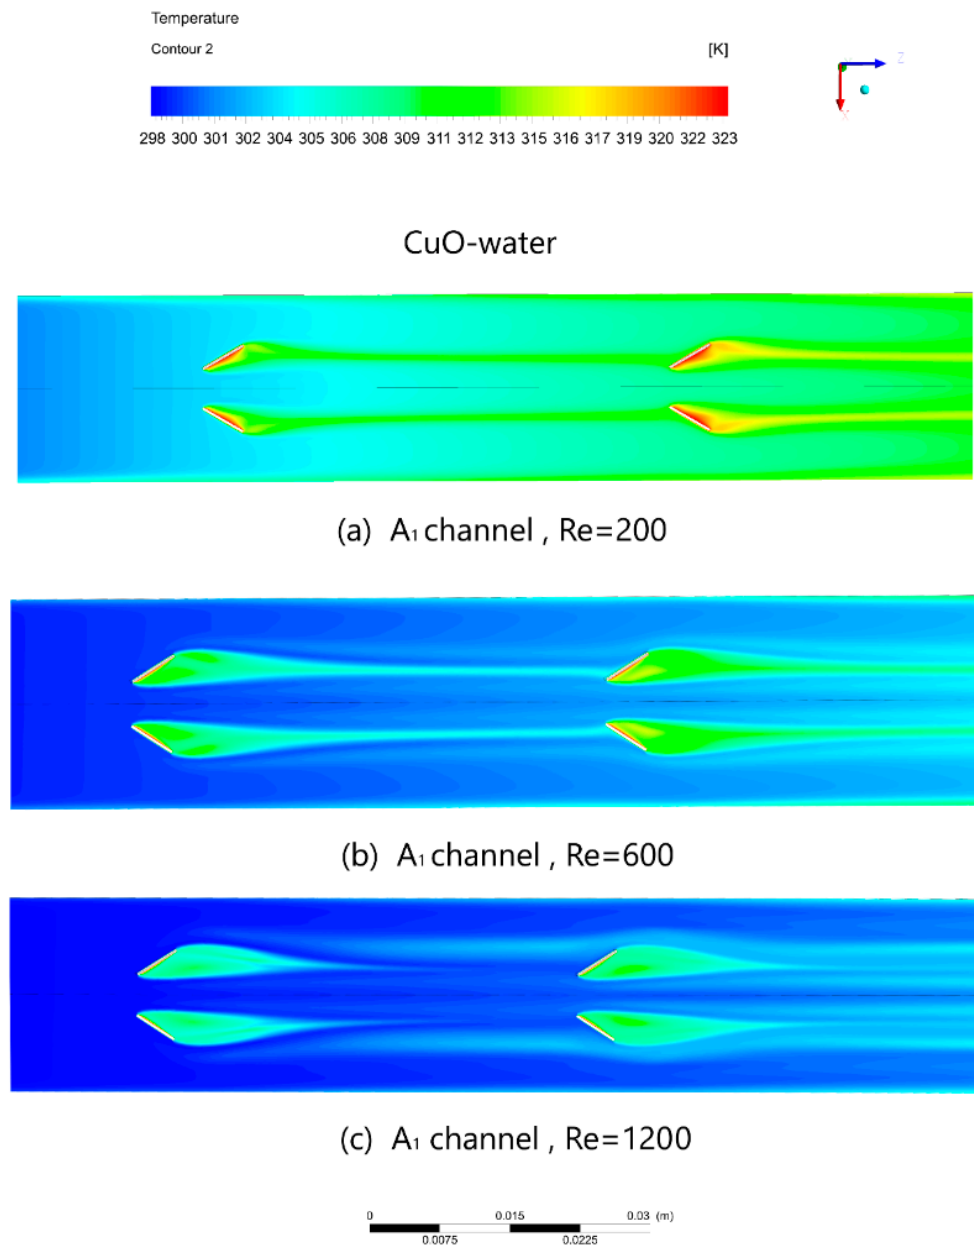 Temperature
Contour 2 [K]
298 300 301 302 304 305 306 308 309 311 312 313 315 316 317 319 320 322 323
Z
X
CuO-water
(a) A₁ channel , Re=200
(b) A₁ channel , Re=600
(c) A₁ channel , Re=1200
0 0.015 0.03 (m)
0.0075 0.0225